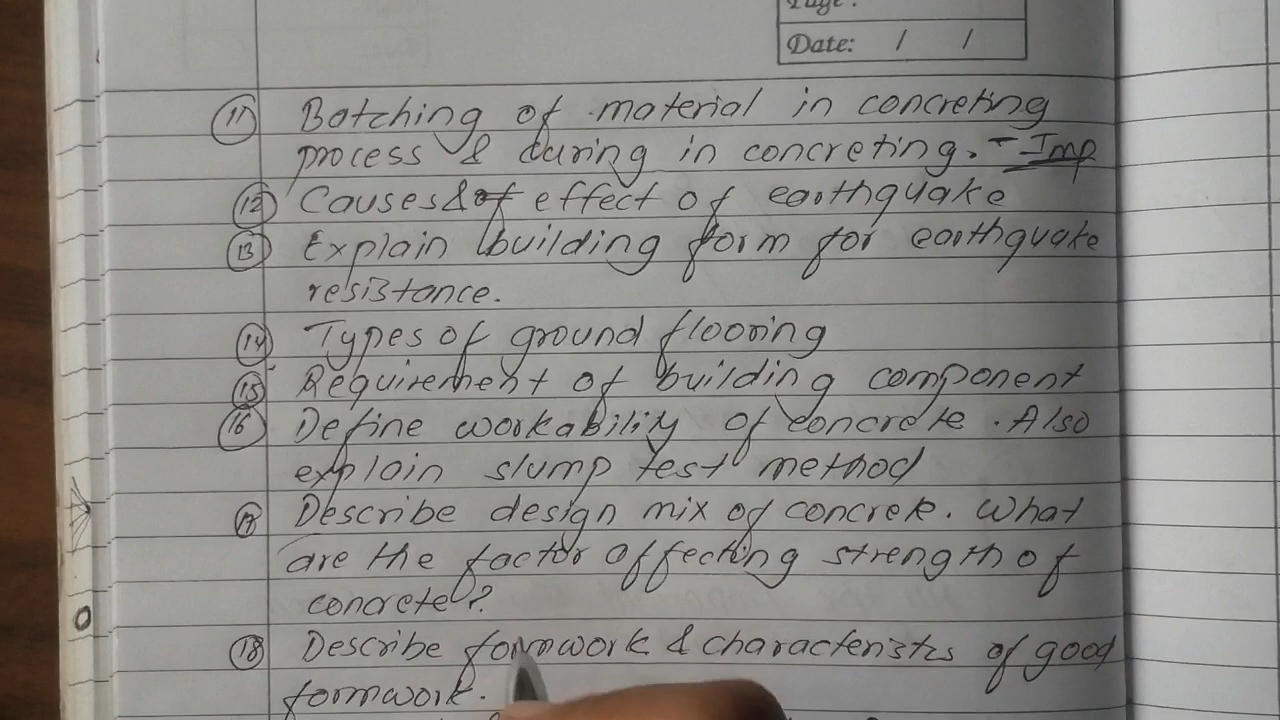 Page:
Date: / /
11 Batching of material in concreting
process & during in concreting. - Imp
12 Causes & of effect of earthquake
13 Explain building form for earthquake
resistance.
14 Types of ground flooring
15 Requirement of building component
16 Define workability of concrete. Also
explain slump test method
17 Describe design mix of concrete. What
are the factor affecting strength of
concrete?
18 Describe formwork & characteristics of good
formwork.